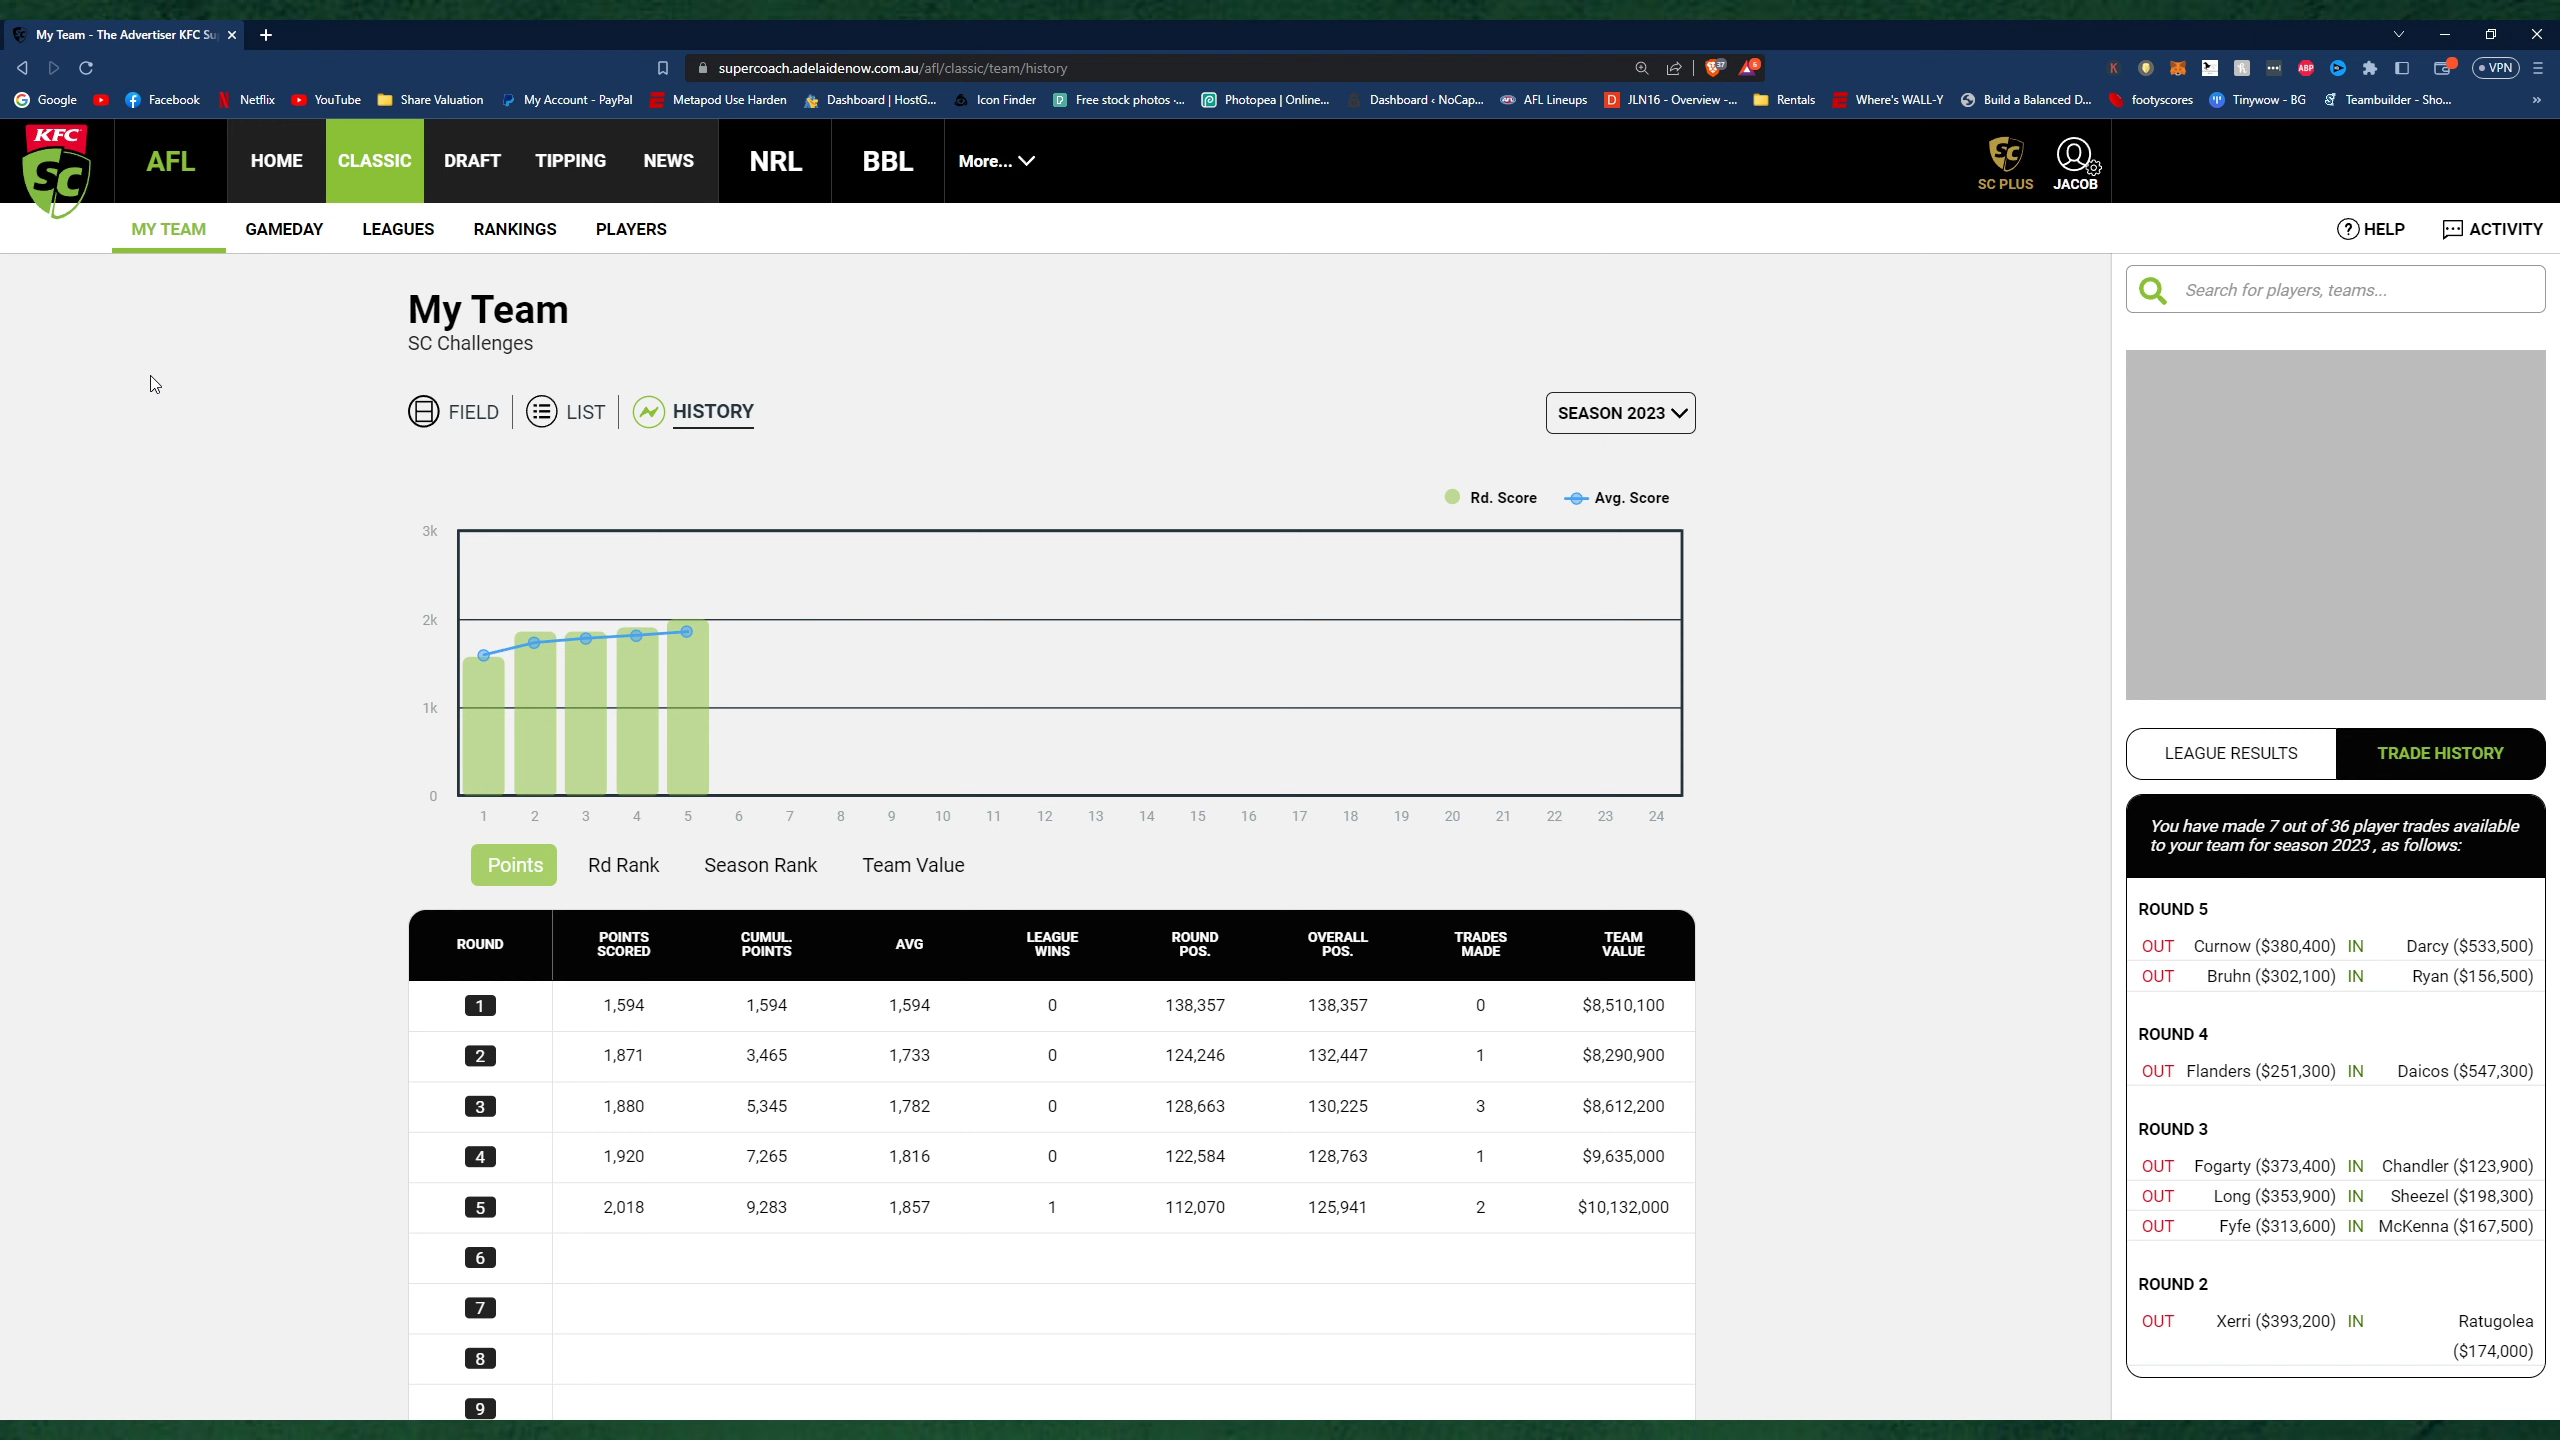 My Team - The Advertiser KFC Su
supercoach.adelaidenow.com.au/afl/classic/team/history
37
6
ABP
VPN
Google
Facebook
Netflix
YouTube
Share Valuation
My Account - PayPal
Metapod Use Harden
Dashboard | HostG...
Icon Finder
Free stock photos -...
Photopea | Online...
Dashboard ‹ NoCap...
AFL Lineups
JLN16 - Overview -...
Rentals
Where's WALL-Y
Build a Balanced D...
footyscores
Tinywow - BG
Teambuilder - Sho...
KFC
SC
AFL
HOME
CLASSIC
DRAFT
TIPPING
NEWS
NRL
BBL
More...
SC
SC PLUS
JACOB
MY TEAM
GAMEDAY
LEAGUES
RANKINGS
PLAYERS
HELP
ACTIVITY
My Team
SC Challenges
FIELD
LIST
HISTORY
SEASON 2023
Search for players, teams...
Rd. Score
Avg. Score
3k
2k
1k
0
1 2 3 4 5 6 7 8 9 10 11 12 13 14 15 16 17 18 19 20 21 22 23 24
Points
Rd Rank
Season Rank
Team Value
ROUND POINTS SCORED CUMUL. POINTS AVG LEAGUE WINS ROUND POS. OVERALL POS. TRADES MADE TEAM VALUE
1 1,594 1,594 1,594 0 138,357 138,357 0 $8,510,100
2 1,871 3,465 1,733 0 124,246 132,447 1 $8,290,900
3 1,880 5,345 1,782 0 128,663 130,225 3 $8,612,200
4 1,920 7,265 1,816 0 122,584 128,763 1 $9,635,000
5 2,018 9,283 1,857 1 112,070 125,941 2 $10,132,000
6
7
8
9
LEAGUE RESULTS
TRADE HISTORY
You have made 7 out of 36 player trades available
to your team for season 2023 , as follows:
ROUND 5
OUT Curnow ($380,400) IN Darcy ($533,500)
OUT Bruhn ($302,100) IN Ryan ($156,500)
ROUND 4
OUT Flanders ($251,300) IN Daicos ($547,300)
ROUND 3
OUT Fogarty ($373,400) IN Chandler ($123,900)
OUT Long ($353,900) IN Sheezel ($198,300)
OUT Fyfe ($313,600) IN McKenna ($167,500)
ROUND 2
OUT Xerri ($393,200) IN Ratugolea
($174,000)